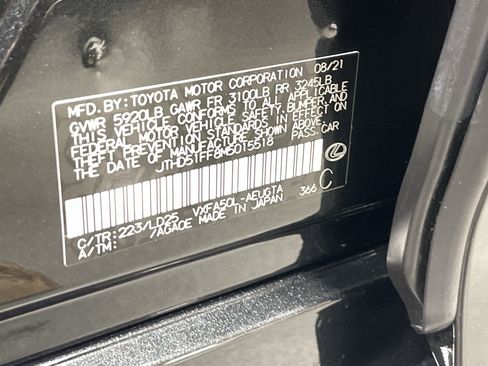 MFD. BY: TOYOTA MOTOR CORPORATION 08/21
GVWR 5920LB GAWR FR 3100LB RR 3245LB
THIS VEHICLE CONFORMS TO ALL APPLICABLE
FEDERAL MOTOR VEHICLE SAFETY, BUMPER, AND
THEFT PREVENTION STANDARDS IN EFFECT ON
THE DATE OF MANUFACTURE SHOWN ABOVE.
JTHD51FF8M5015518 PASS. CAR
C/TR: 223/LD25 VXFA50L-AEUGTA 366 C
A/TM: /AGA0E MADE IN JAPAN